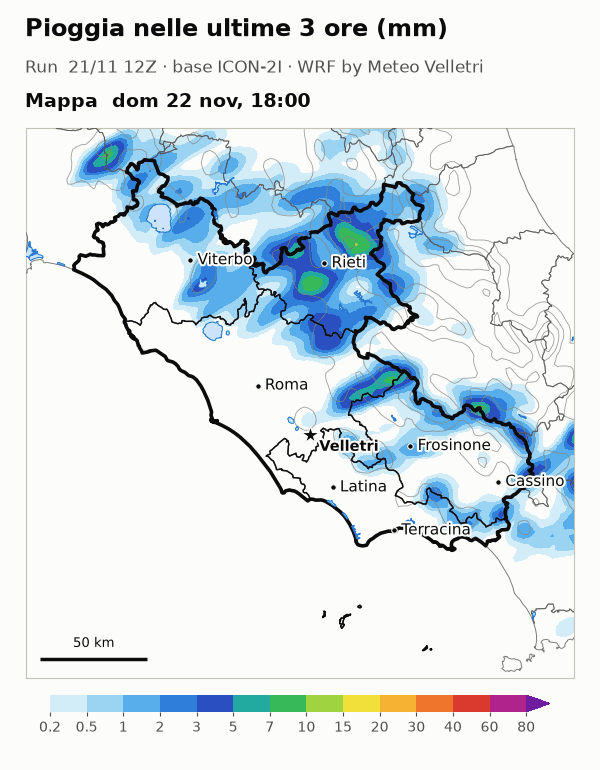 Pioggia nelle ultime 3 ore (mm)
Run 21/11 12Z · base ICON-2I · WRF by Meteo Velletri
Mappa dom 22 nov, 18:00
Viterbo
Rieti
Roma
Velletri
Frosinone
Latina
Cassino
Terracina
50 km
0.2 0.5 1 2 3 5 7 10 15 20 30 40 60 80